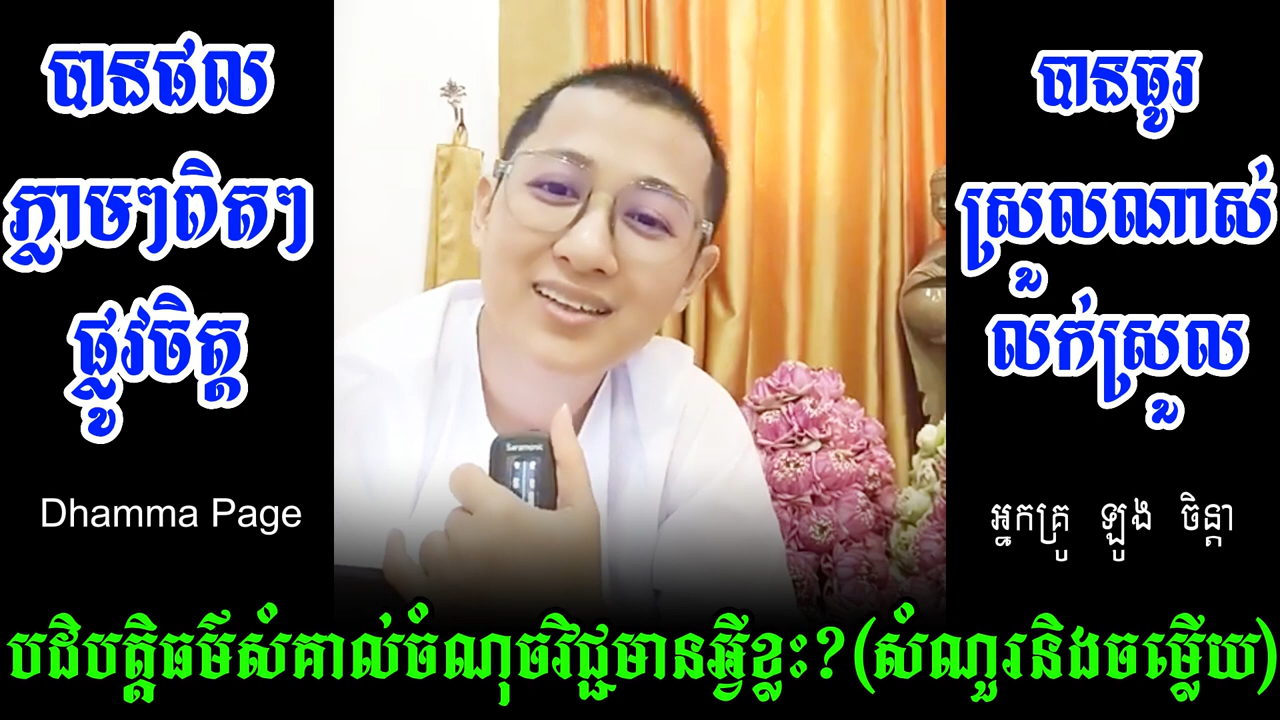 បានផល
ភ្លាមៗពិតៗ
ផ្លូវចិត្ត
Dhamma Page
បានធូរ
ស្រួលណាស់
លក់ស្រួល
អ្នកគ្រូ ឡុង ចិន្តា
Saramonic
បដិបត្តិធម៌សំគាល់ចំណុចវិជ្ជមានអ្វីខ្លះ?(សំណួរនិងចម្លើយ)